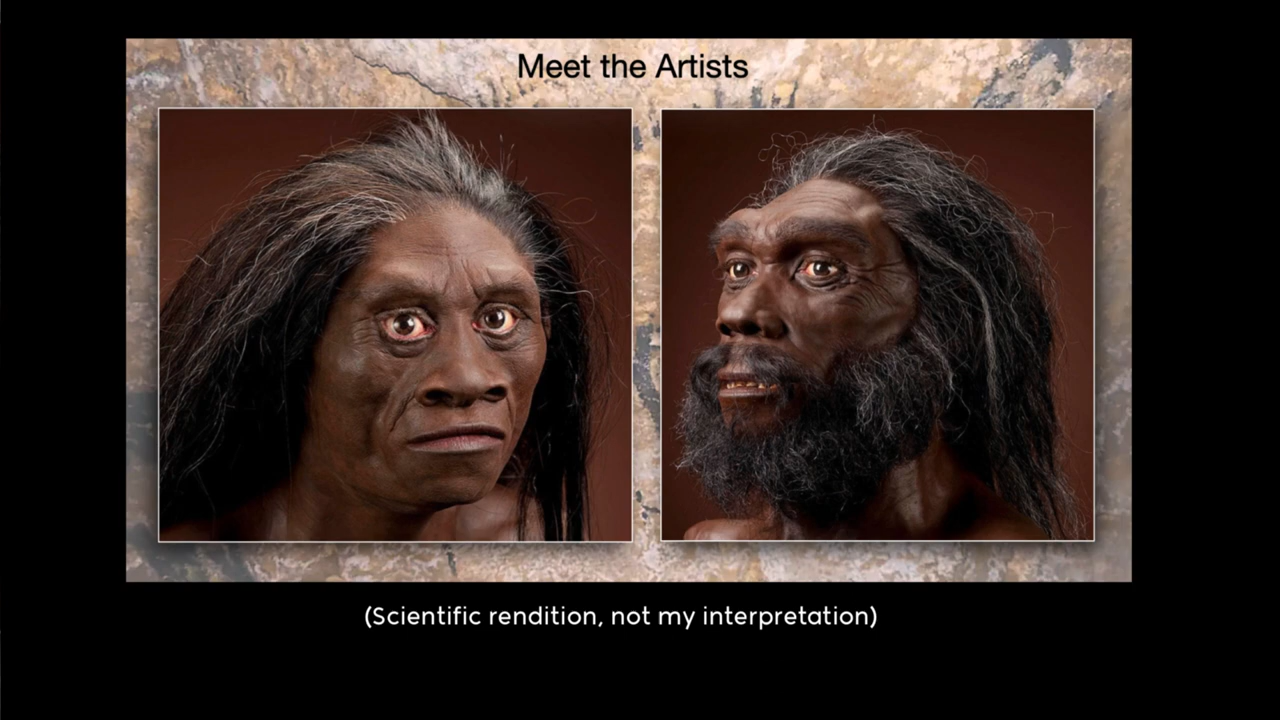 Meet the Artists
(Scientific rendition, not my interpretation)